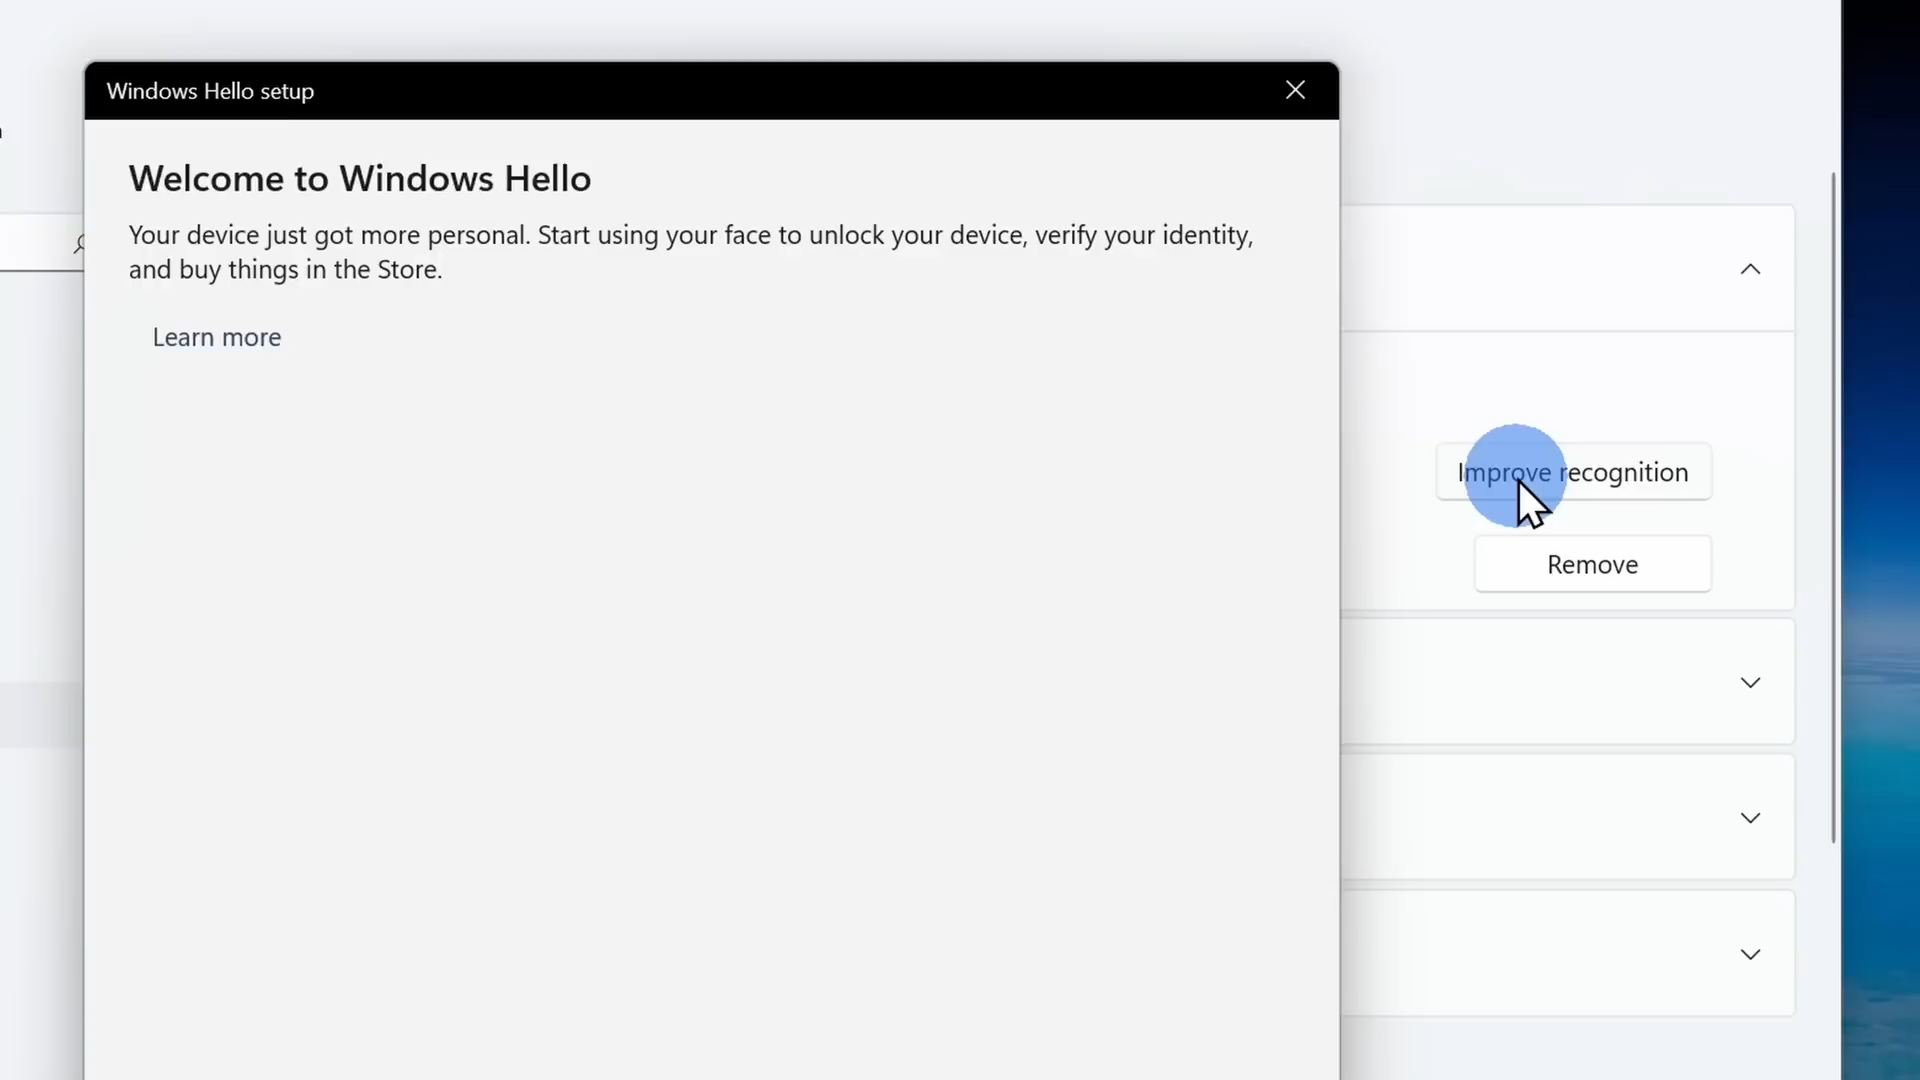 Windows Hello setup
Welcome to Windows Hello
Your device just got more personal. Start using your face to unlock your device, verify your identity,
and buy things in the Store.
Learn more
Improve recognition
Remove